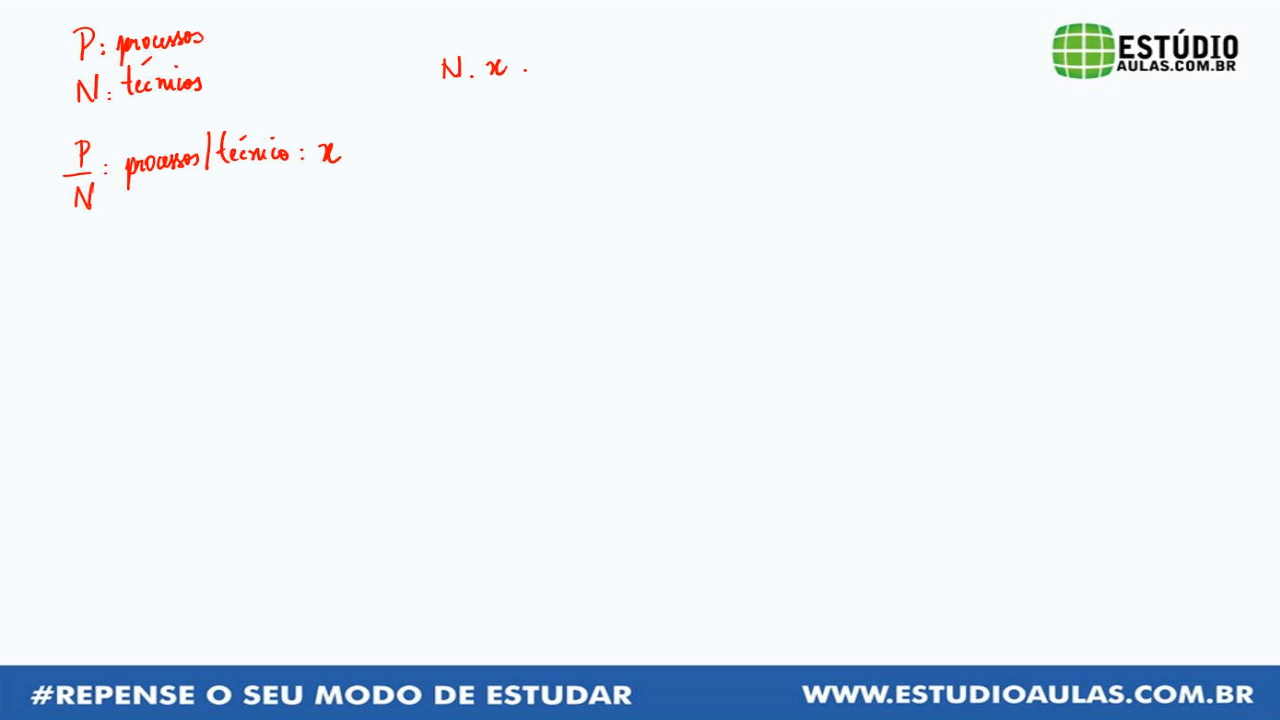 P: processos
N: técnicos
N. x .
P/N : processos/técnico: x
ESTÚDIO
AULAS.COM.BR
#REPENSE O SEU MODO DE ESTUDAR
WWW.ESTUDIOAULAS.COM.BR